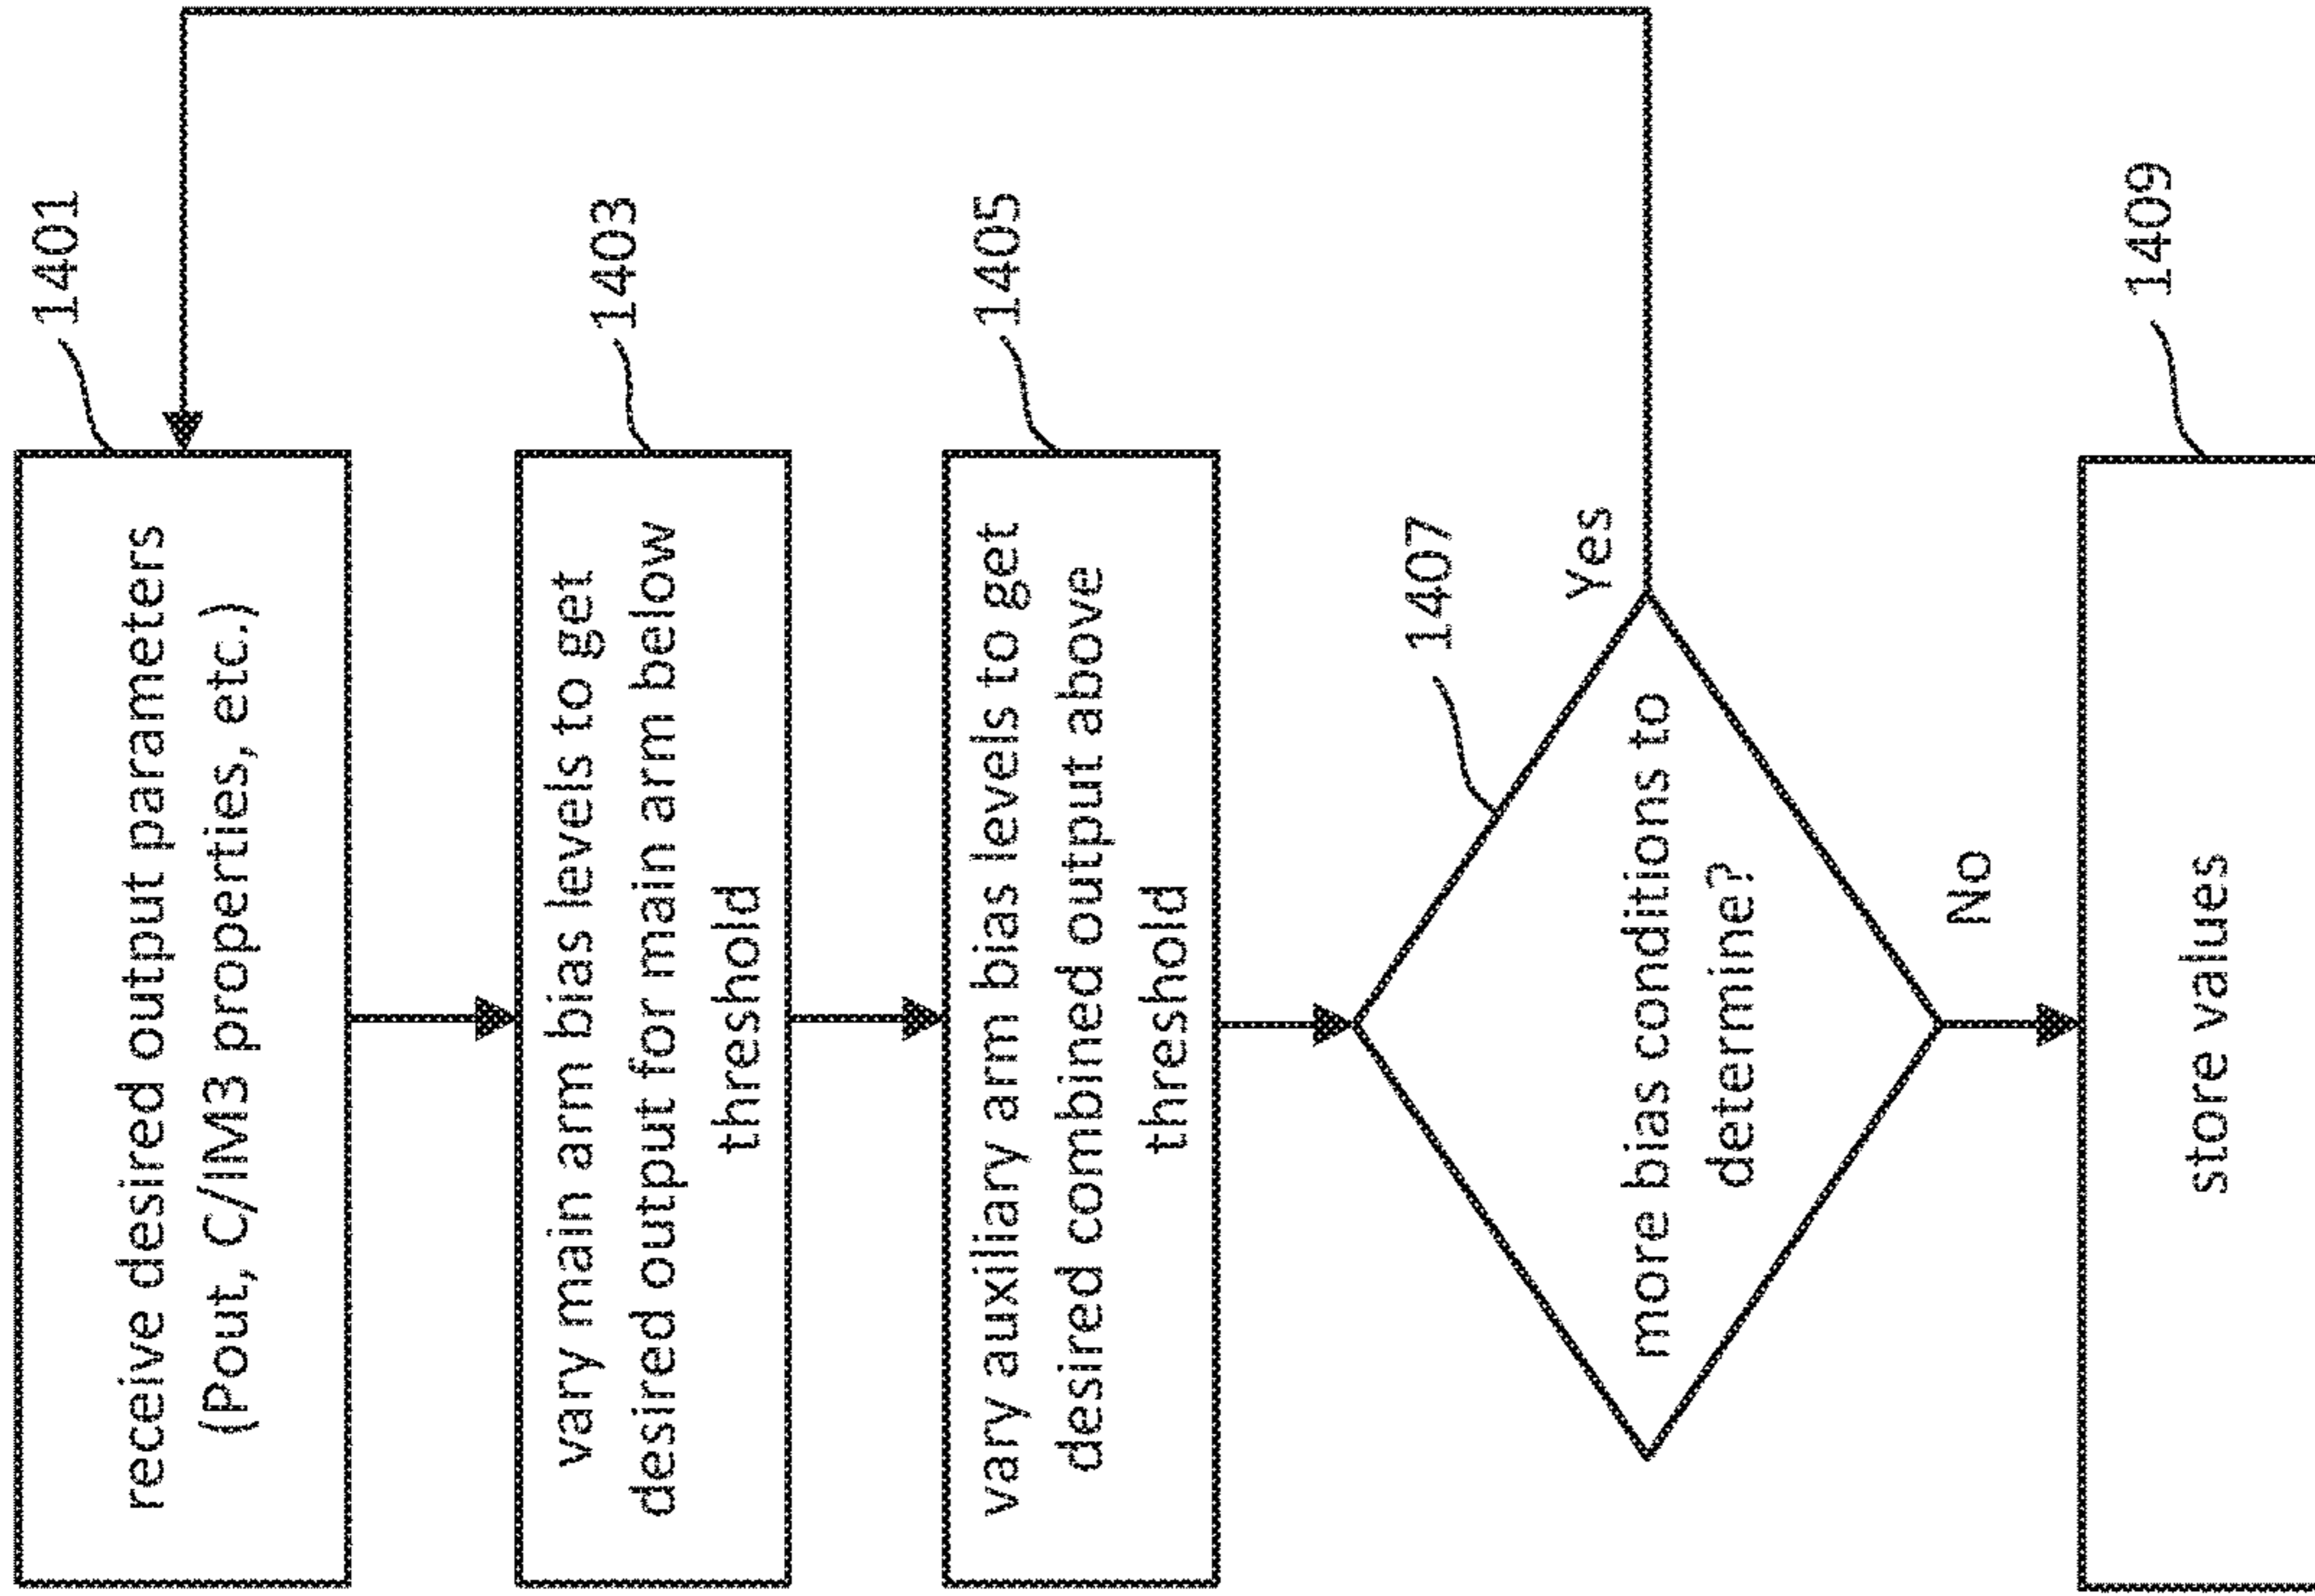 1401
receive desired output parameters
(Pout, C/IM3 properties, etc.)
1403
vary main arm bias levels to get
desired output for main arm below
threshold
1405
vary auxiliary arm bias levels to get
desired combined output above
threshold
1407
more bias conditions to
determine?
Yes
No
1409
store values